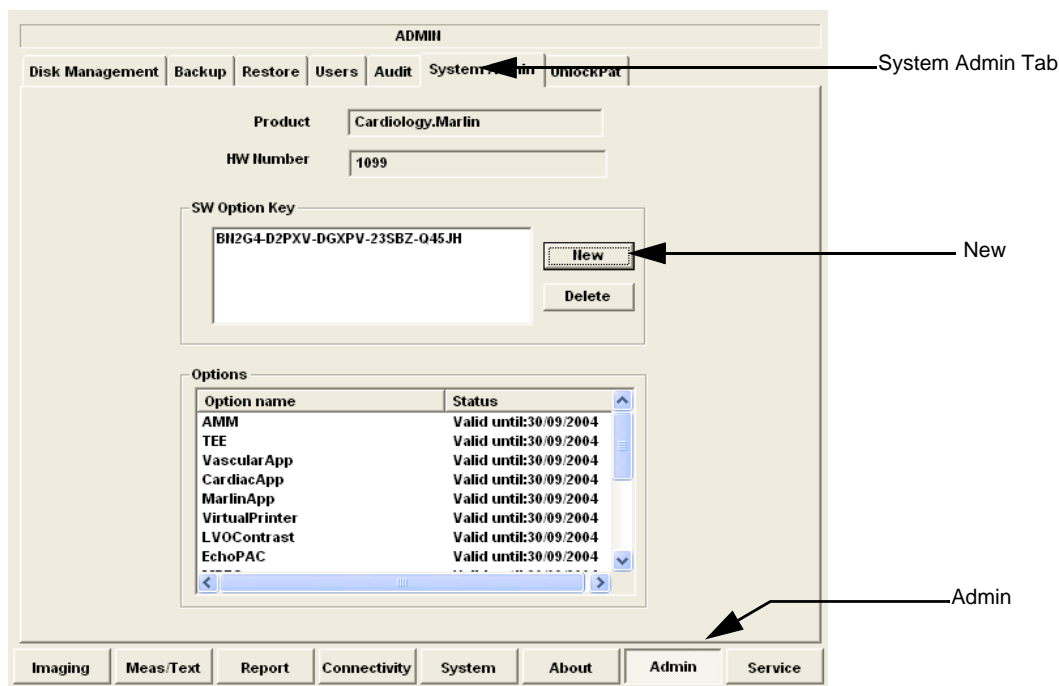 ADMIN
Disk Management Backup Restore Users Audit System Admin UnlockPat
System Admin Tab
Product Cardiology.Marlin
HW Number 1099
SW Option Key
BN2G4-D2PXV-DGXPV-23SBZ-Q45JH
New
New
Delete
Options
Option name Status
AMM Valid until:30/09/2004
TEE Valid until:30/09/2004
VascularApp Valid until:30/09/2004
CardiacApp Valid until:30/09/2004
MarlinApp Valid until:30/09/2004
VirtualPrinter Valid until:30/09/2004
LVOContrast Valid until:30/09/2004
EchoPAC Valid until:30/09/2004
Admin
Imaging Meas/Text Report Connectivity System About Admin Service